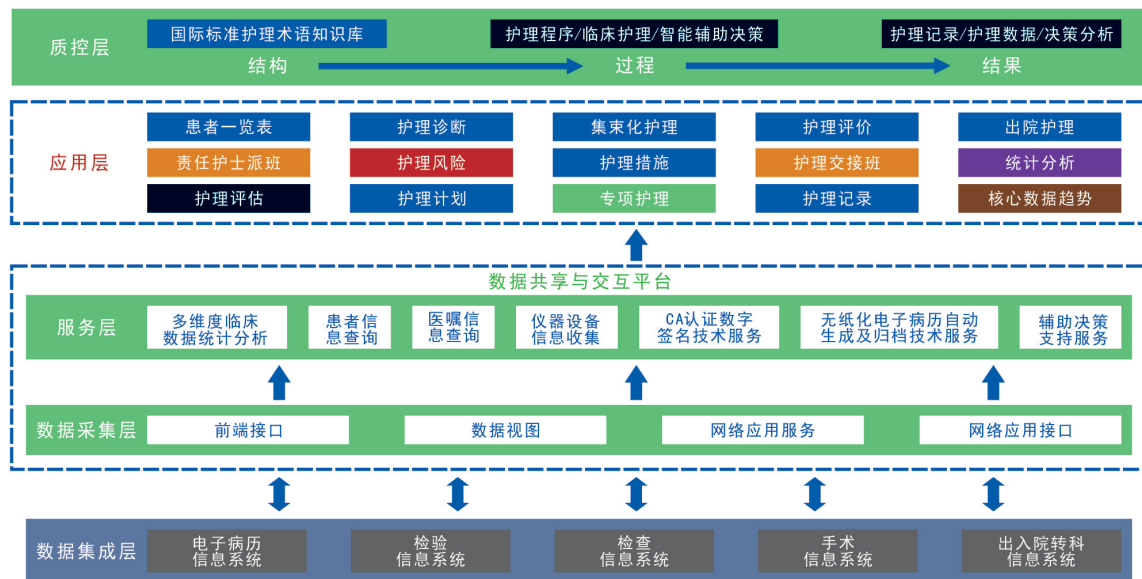 质控层
国际标准护理术语知识库
护理程序/临床护理/智能辅助决策
护理记录/护理数据/决策分析
结构
过程
结果
应用层
患者一览表
护理诊断
集束化护理
护理评价
出院护理
责任护士派班
护理风险
护理措施
护理交接班
统计分析
护理评估
护理计划
专项护理
护理记录
核心数据趋势
数据共享与交互平台
服务层
多维度临床
数据统计分析
患者信
息查询
医嘱信
息查询
仪器设备
信息收集
CA认证数字
签名技术服务
无纸化电子病历自动
生成及归档技术服务
辅助决策
支持服务
数据采集层
前端接口
数据视图
网络应用服务
网络应用接口
数据集成层
电子病历
信息系统
检验
信息系统
检查
信息系统
手术
信息系统
出入院转科
信息系统